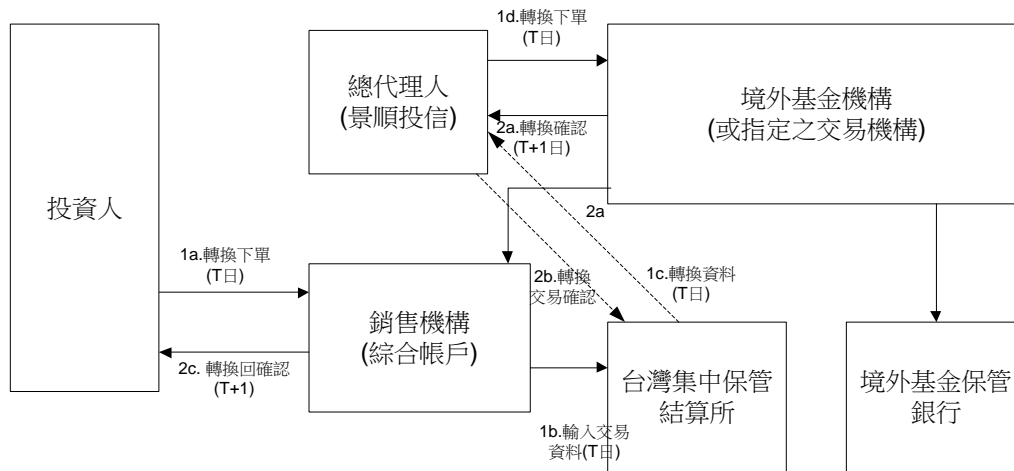 1d.轉換下單
(T日)
總代理人
(景順投信)
境外基金機構
(或指定之交易機構)
2a.轉換確認
(T+1日)
投資人
2a
1a.轉換下單
(T日)
2b.轉換
交易確認
1c.轉換資料
(T日)
銷售機構
(綜合帳戶)
2c. 轉換回確認
(T+1)
台灣集中保管
結算所
境外基金保管
銀行
1b.輸入交易
資料(T日)